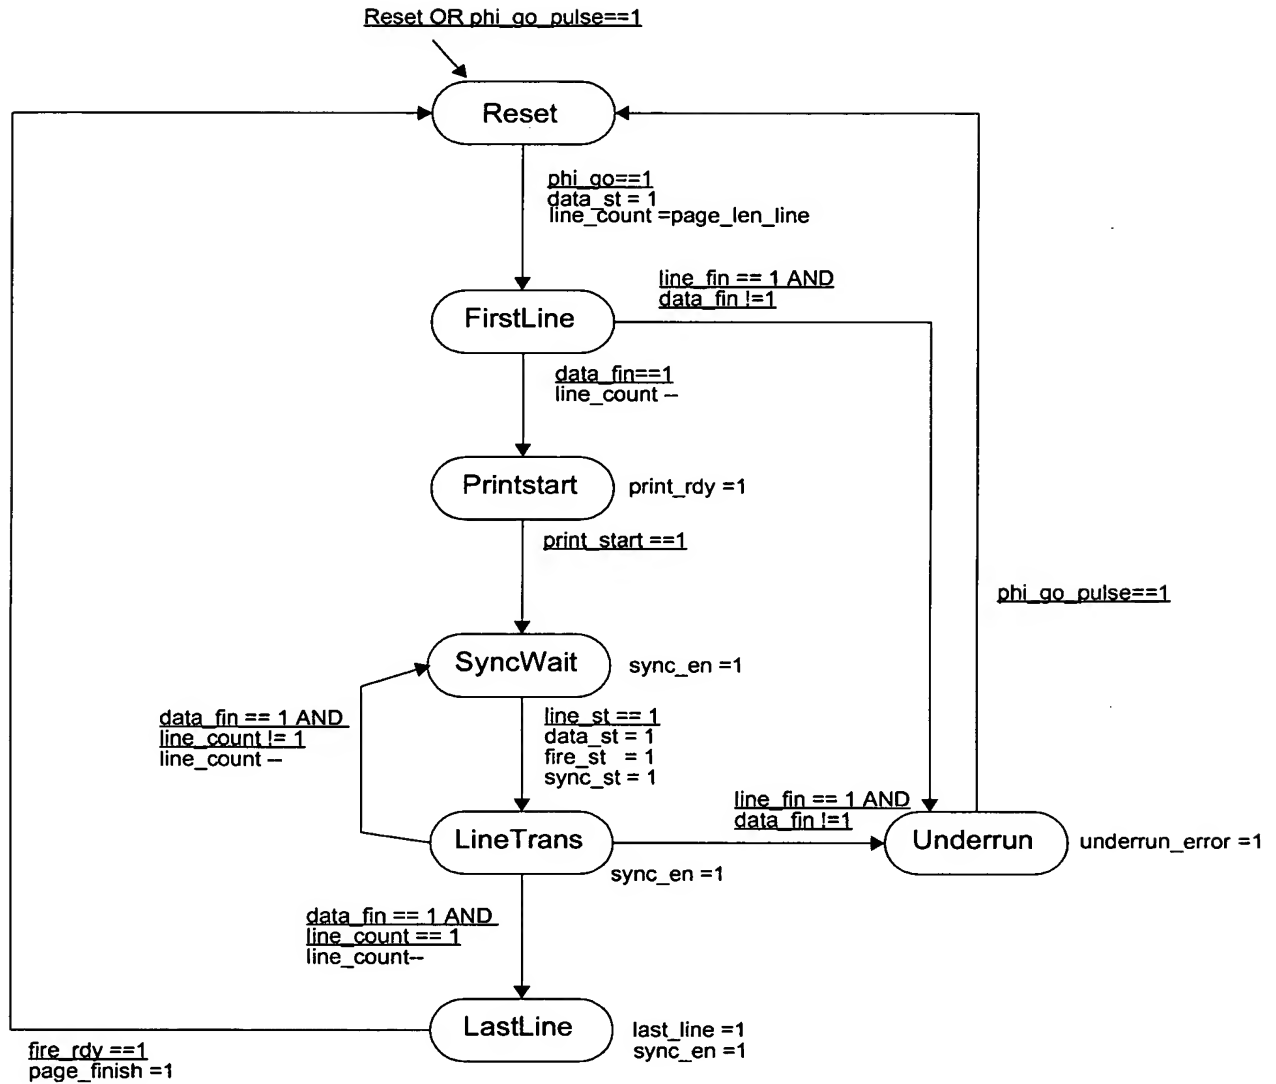 Reset OR phi_go_pulse==1
Reset
phi_go==1
data_st = 1
line_count =page_len_line
line_fin == 1 AND
data_fin !=1
FirstLine
data_fin==1
line_count --
Printstart
print_rdy =1
print_start ==1
phi_go_pulse==1
SyncWait
sync_en =1
data_fin == 1 AND
line_count != 1
line_count --
line_st == 1
data_st = 1
fire_st = 1
sync_st = 1
line_fin == 1 AND
data_fin !=1
LineTrans
sync_en =1
Underrun
underrun_error =1
data_fin == 1 AND
line_count == 1
line_count--
LastLine
last_line =1
sync_en =1
fire_rdy ==1
page_finish =1